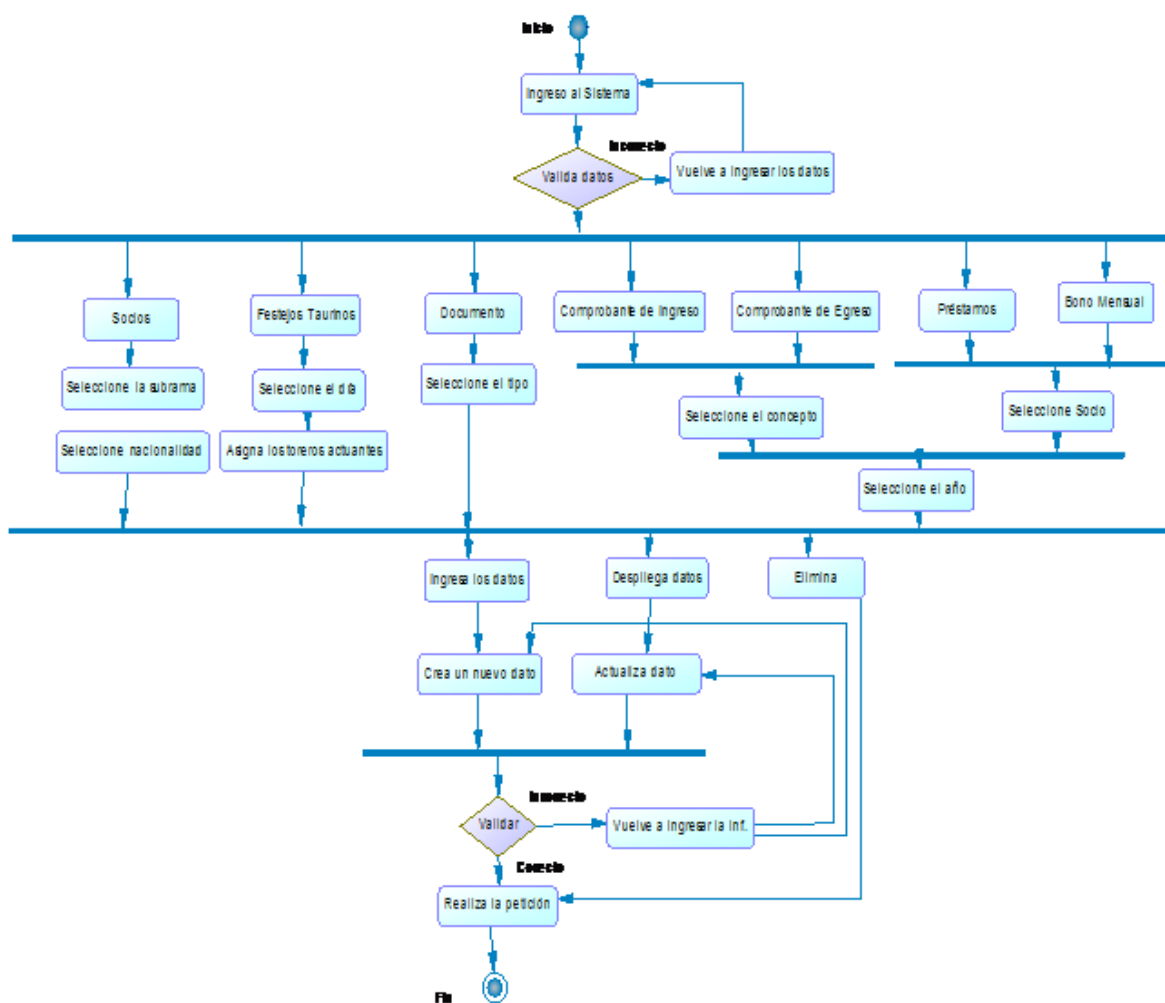 Inicio
Ingreso al Sistema
Incorrecto
Valida datos
Vuelve a ingresar los datos
Socios
Festejos Taurinos
Documento
Comprobante de Ingreso
Comprobante de Egreso
Préstamos
Bono Mensual
Seleccione la subrama
Seleccione el día
Seleccione el tipo
Seleccione el concepto
Seleccione Socio
Seleccione nacionalidad
Asigna los toreros actuantes
Seleccione el año
Ingresa los datos
Despliega datos
Elimina
Crea un nuevo dato
Actualiza dato
Incorrecto
Validar
Vuelve a ingresar la inf.
Correcto
Realiza la petición
Fin